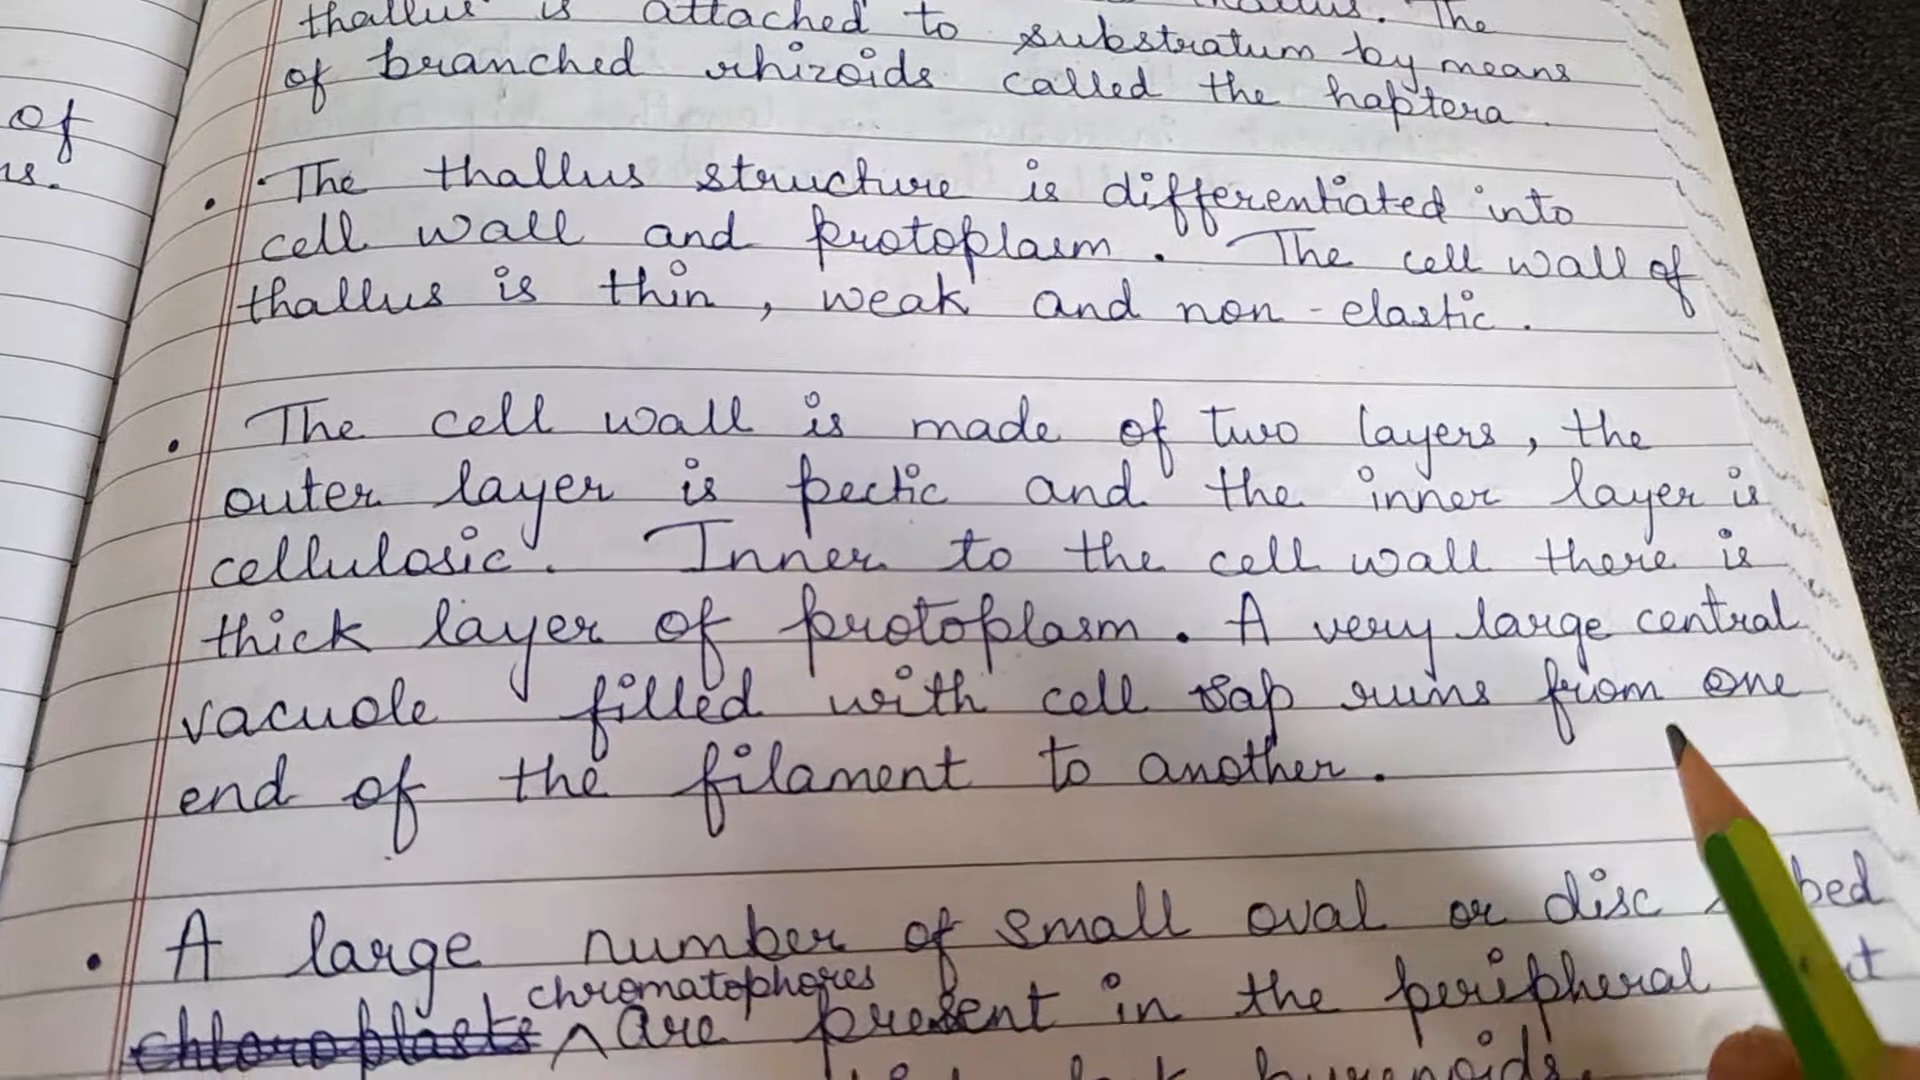 of
thallus is attached to substratum by means
of branched rhizoids called the haptera.
• The thallus structure is differentiated into
cell wall and protoplasm. The cell wall of
thallus is thin, weak and non-elastic.
• The cell wall is made of two layers, the
outer layer is pectic and the inner layer is
cellulosic. Inner to the cell wall there is
thick layer of protoplasm. A very large central
vacuole filled with cell sap runs from one
end of the filament to another.
• A large number of small oval or disc
chromatophores
chloroplasts ^ are present in the peripheral